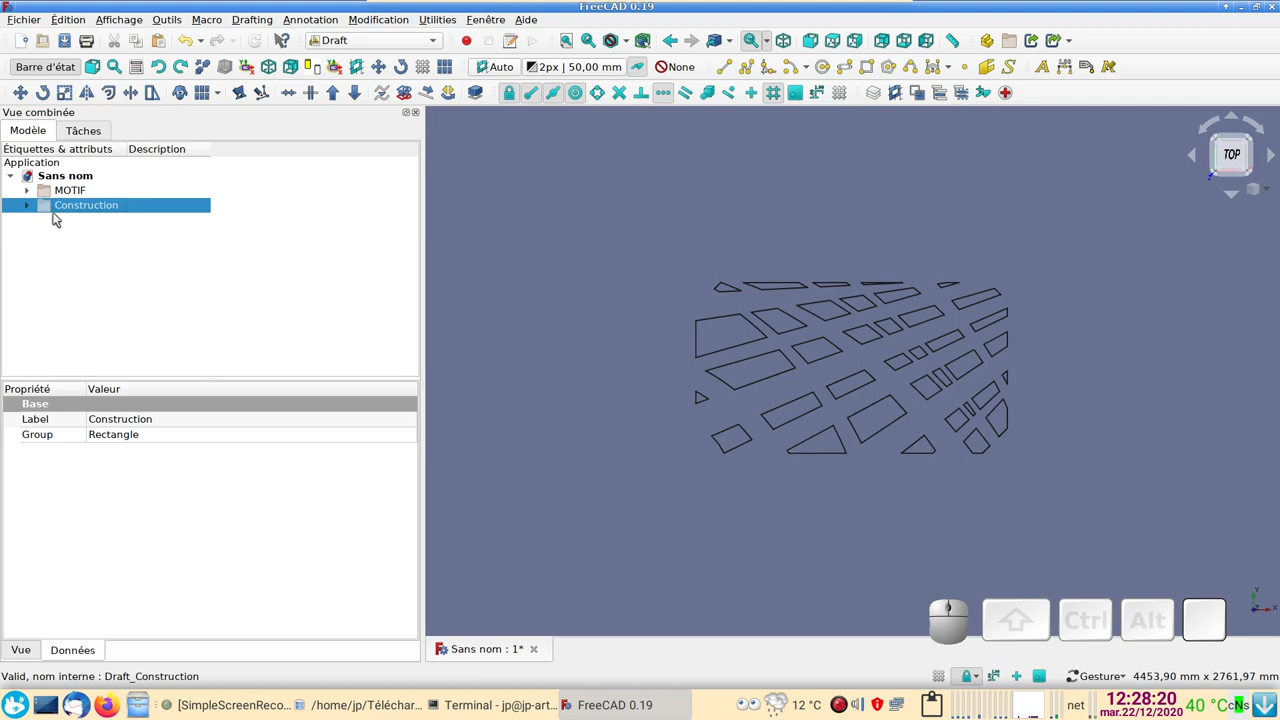 FreeCAD 0.19
Fichier Édition Affichage Outils Macro Drafting Annotation Modification Utilities Fenêtre Aide
Draft
Barre d'état Auto 2px | 50,00 mm None
Vue combinée
Modèle Tâches
Étiquettes & attributs Description
Application
Sans nom
MOTIF
Construction
TOP
Propriété Valeur
Base
Label Construction
Group Rectangle
Ctrl Alt
Vue Données
Sans nom : 1*
Valid, nom interne : Draft_Construction
Gesture 4453,90 mm x 2761,97 mm
[SimpleScreenReco... /home/jp/Téléchar... Terminal - jp@jp-art... FreeCAD 0.19
12 °C
net
12:28:20
mar.22/12/2020
40 °C